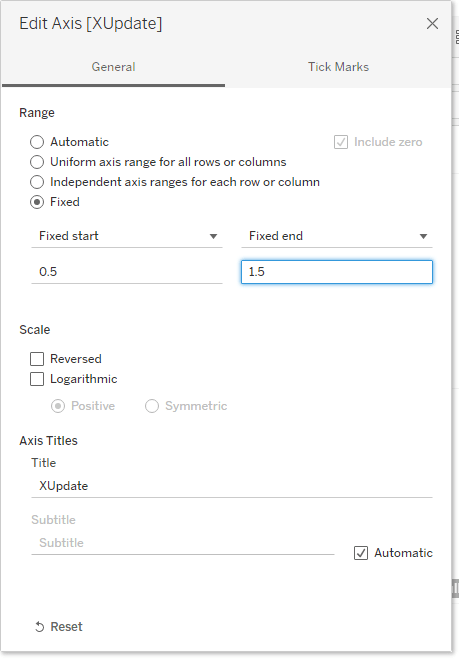 Edit Axis [XUpdate]
General Tick Marks
Range
Automatic Include zero
Uniform axis range for all rows or columns
Independent axis ranges for each row or column
Fixed
Fixed start Fixed end
0.5 1.5
Scale
Reversed
Logarithmic
Positive Symmetric
Axis Titles
Title
XUpdate
Subtitle
Subtitle Automatic
Reset